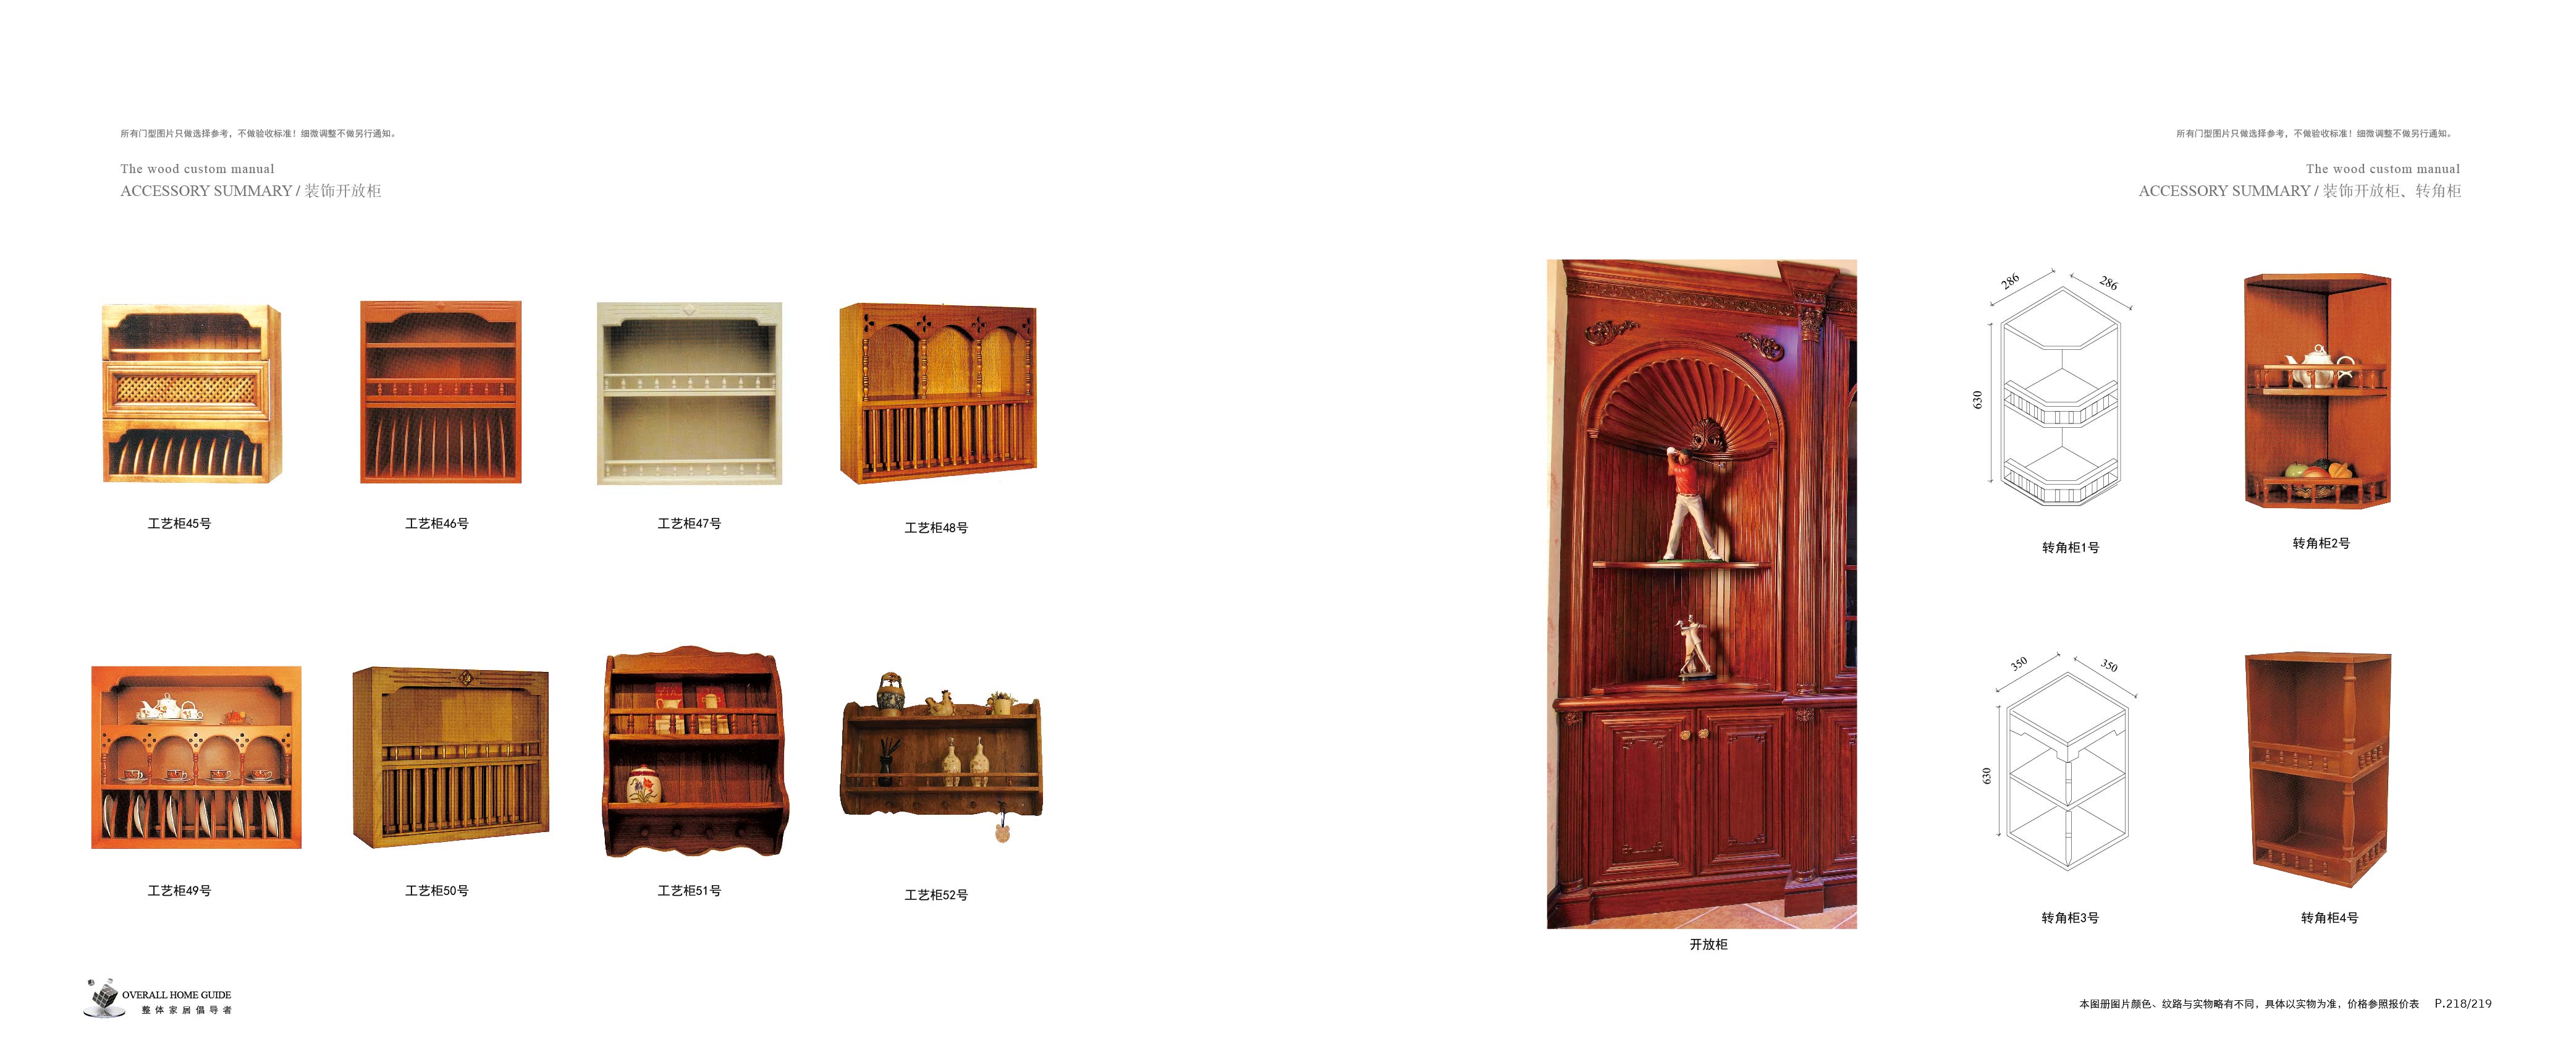 所有门型图片只做选择参考，不做验收标准！细微调整不做另行通知。
The wood custom manual
ACCESSORY SUMMARY / 装饰开放柜
工艺柜45号
工艺柜46号
工艺柜47号
工艺柜48号
工艺柜49号
工艺柜50号
工艺柜51号
工艺柜52号
OVERALL HOME GUIDE
整体家居倡导者
所有门型图片只做选择参考，不做验收标准！细微调整不做另行通知。
The wood custom manual
ACCESSORY SUMMARY / 装饰开放柜、转角柜
开放柜
286
286
630
转角柜1号
转角柜2号
350
350
630
转角柜3号
转角柜4号
本图册图片颜色、纹路与实物略有不同，具体以实物为准，价格参照报价表
P.218/219